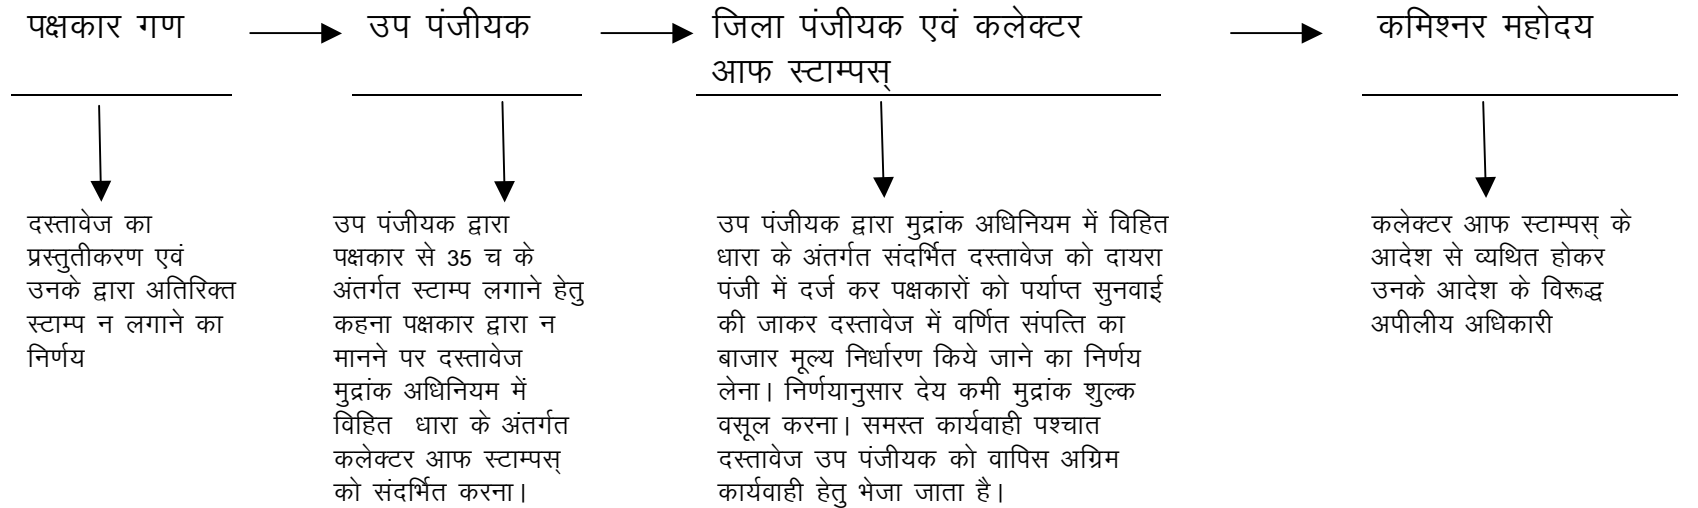 पक्षकार गण
उप पंजीयक
जिला पंजीयक एवं कलेक्टर
आफ स्टाम्पस्
कमिश्नर महोदय
दस्तावेज का
प्रस्तुतीकरण एवं
उनके द्वारा अतिरिक्त
स्टाम्प न लगाने का
निर्णय
उप पंजीयक द्वारा
पक्षकार से 35 च के
अंतर्गत स्टाम्प लगाने हेतु
कहना पक्षकार द्वारा न
मानने पर दस्तावेज
मुद्रांक अधिनियम में
विहित धारा के अंतर्गत
कलेक्टर आफ स्टाम्पस्
को संदर्भित करना।
उप पंजीयक द्वारा मुद्रांक अधिनियम में विहित
धारा के अंतर्गत संदर्भित दस्तावेज को दायरा
पंजी में दर्ज कर पक्षकारों को पर्याप्त सुनवाई
की जाकर दस्तावेज में वर्णित संपत्ति का
बाजार मूल्य निर्धारण किये जाने का निर्णय
लेना। निर्णयानुसार देय कमी मुद्रांक शुल्क
वसूल करना। समस्त कार्यवाही पश्चात
दस्तावेज उप पंजीयक को वापिस अग्रिम
कार्यवाही हेतु भेजा जाता है।
कलेक्टर आफ स्टाम्पस् के
आदेश से व्यथित होकर
उनके आदेश के विरूद्ध
अपीलीय अधिकारी